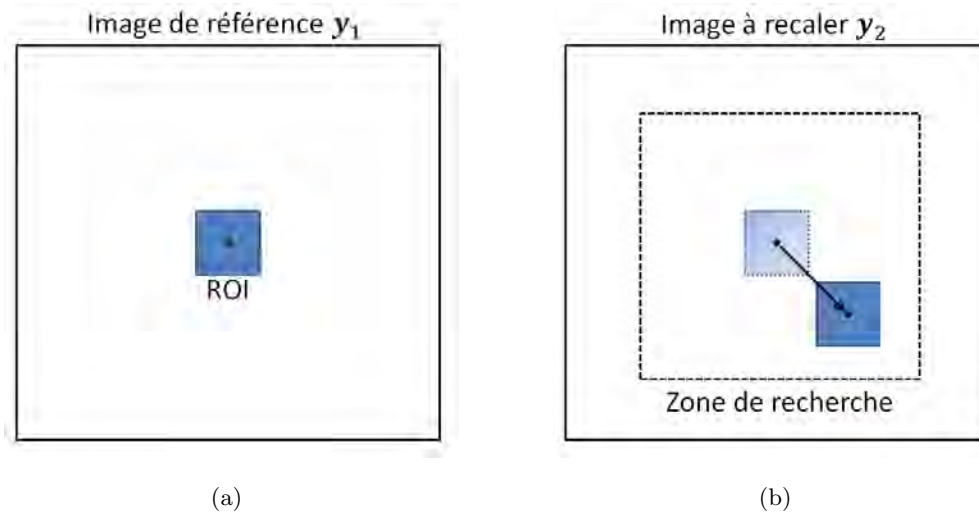 Image de référence y₁
ROI
(a)
Image à recaler y₂
Zone de recherche
(b)